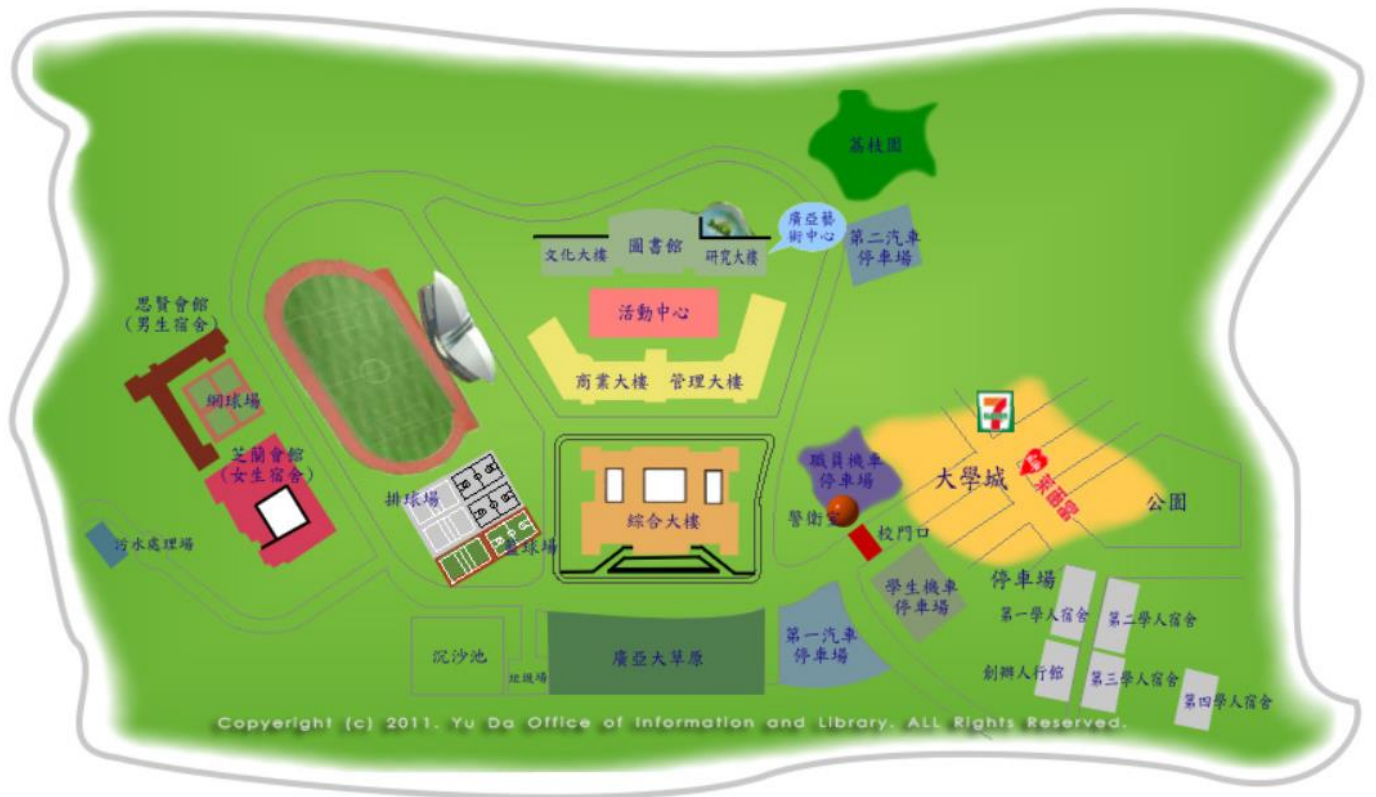 荔枝園
廣亞藝
術中心
第二汽車
停車場
文化大樓
圖書館
研究大樓
活動中心
思賢會館
(男生宿舍)
網球場
商業大樓
管理大樓
芝蘭會館
(女生宿舍)
排球場
籃球場
綜合大樓
職員機車
停車場
警衛室
校門口
7
大學城
萊爾富
公園
污水處理場
學生機車
停車場
停車場
第一學人宿舍
第二學人宿舍
沉沙池
垃圾場
廣亞大草原
第一汽車
停車場
創辦人行館
第三學人宿舍
第四學人宿舍
Copyeright (c) 2011. Yu Da Office of Information and Library. ALL Rights Reserved.